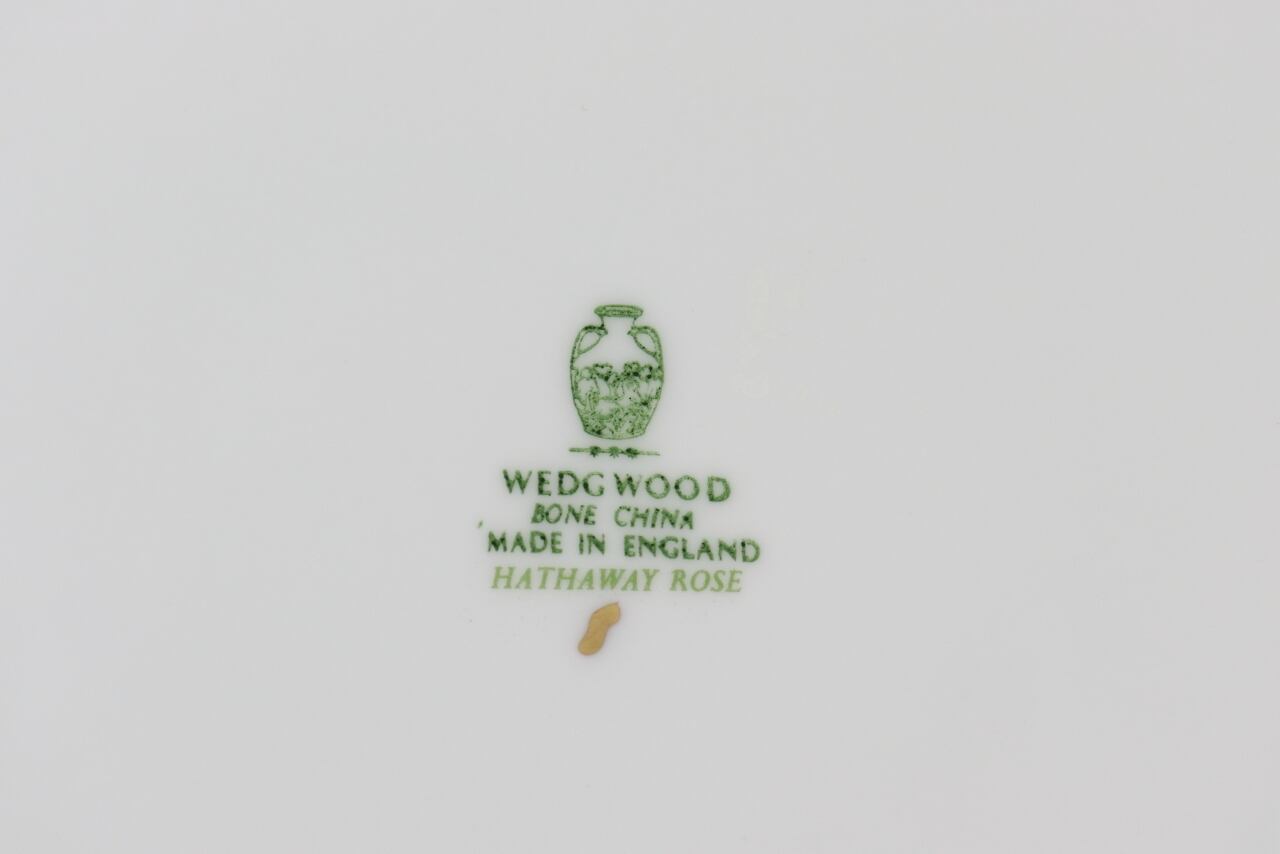 WEDGWOOD
BONE CHINA
MADE IN ENGLAND
HATHAWAY ROSE